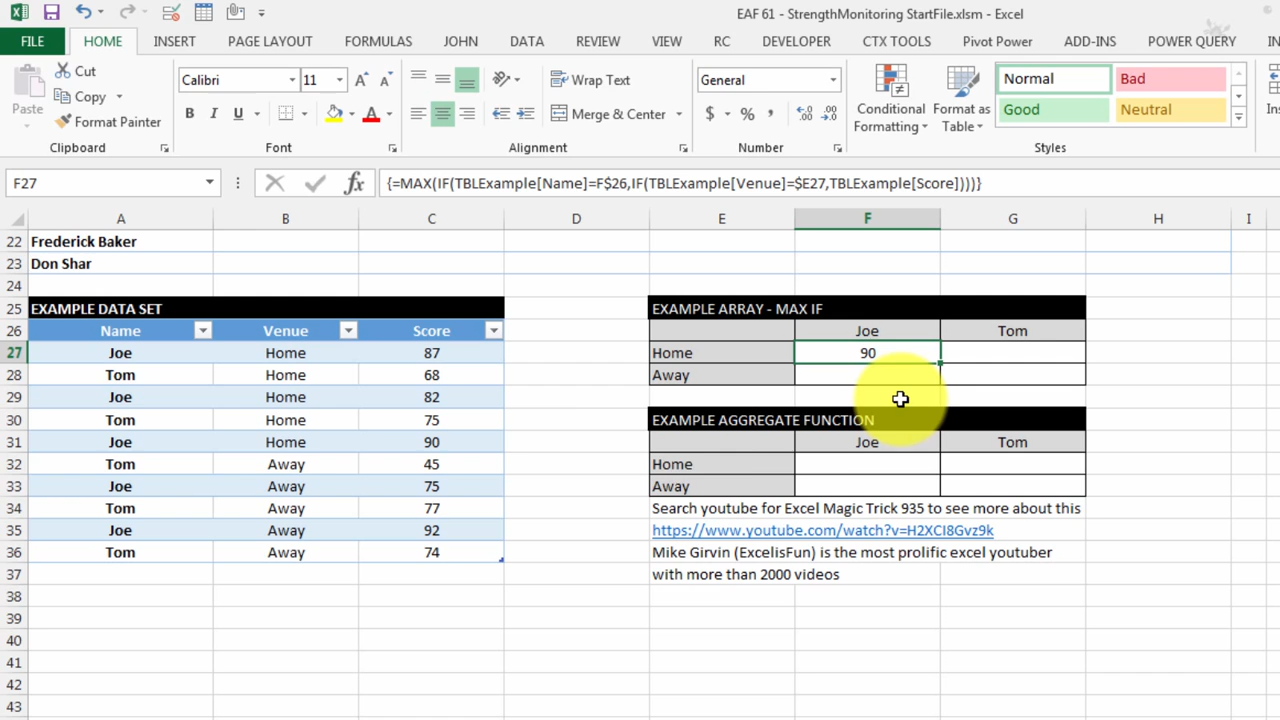 EAF 61 - StrengthMonitoring StartFile.xlsm - Excel
FILE HOME INSERT PAGE LAYOUT FORMULAS JOHN DATA REVIEW VIEW RC DEVELOPER CTX TOOLS Pivot Power ADD-INS POWER QUERY IN
Paste
Cut
Copy
Format Painter
Clipboard
Calibri 11
B I U
Font
Wrap Text
Merge & Center
Alignment
General
$ % ,
Number
Conditional Formatting
Format as Table
Normal Bad
Good Neutral
Styles
Ins
F27 fx {=MAX(IF(TBLExample[Name]=F$26,IF(TBLExample[Venue]=$E27,TBLExample[Score])))}
A B C D E F G H I
22 Frederick Baker
23 Don Shar
24
25 EXAMPLE DATA SET EXAMPLE ARRAY - MAX IF
26 Name Venue Score Joe Tom
27 Joe Home 87 Home 90
28 Tom Home 68 Away
29 Joe Home 82
30 Tom Home 75 EXAMPLE AGGREGATE FUNCTION
31 Joe Home 90 Joe Tom
32 Tom Away 45 Home
33 Joe Away 75 Away
34 Tom Away 77 Search youtube for Excel Magic Trick 935 to see more about this
35 Joe Away 92 https://www.youtube.com/watch?v=H2XCI8Gvz9k
36 Tom Away 74 Mike Girvin (ExcelisFun) is the most prolific excel youtuber
37 with more than 2000 videos
38
39
40
41
42
43